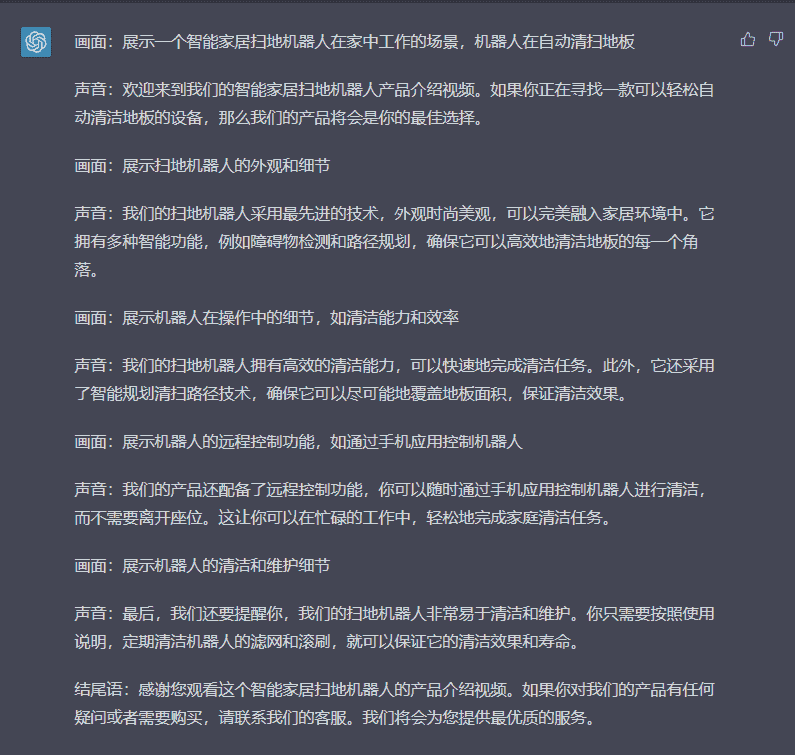 画面：展示一个智能家居扫地机器人在家中工作的场景，机器人在自动清扫地板
声音：欢迎来到我们的智能家居扫地机器人产品介绍视频。如果你正在寻找一款可以轻松自
动清洁地板的设备，那么我们的产品将会是你的最佳选择。
画面：展示扫地机器人的外观和细节
声音：我们的扫地机器人采用最先进的技术，外观时尚美观，可以完美融入家居环境中。它
拥有多种智能功能，例如障碍物检测和路径规划，确保它可以高效地清洁地板的每一个角
落。
画面：展示机器人在操作中的细节，如清洁能力和效率
声音：我们的扫地机器人拥有高效的清洁能力，可以快速地完成清洁任务。此外，它还采用
了智能规划清扫路径技术，确保它可以尽可能地覆盖地板面积，保证清洁效果。
画面：展示机器人的远程控制功能，如通过手机应用控制机器人
声音：我们的产品还配备了远程控制功能，你可以随时通过手机应用控制机器人进行清洁，
而不需要离开座位。这让你可以在忙碌的工作中，轻松地完成家庭清洁任务。
画面：展示机器人的清洁和维护细节
声音：最后，我们还要提醒你，我们的扫地机器人非常易于清洁和维护。你只需要按照使用
说明，定期清洁机器人的滤网和滚刷，就可以保证它的清洁效果和寿命。
结尾语：感谢您观看这个智能家居扫地机器人的产品介绍视频。如果你对我们的产品有任何
疑问或者需要购买，请联系我们的客服。我们将会为您提供最优质的服务。